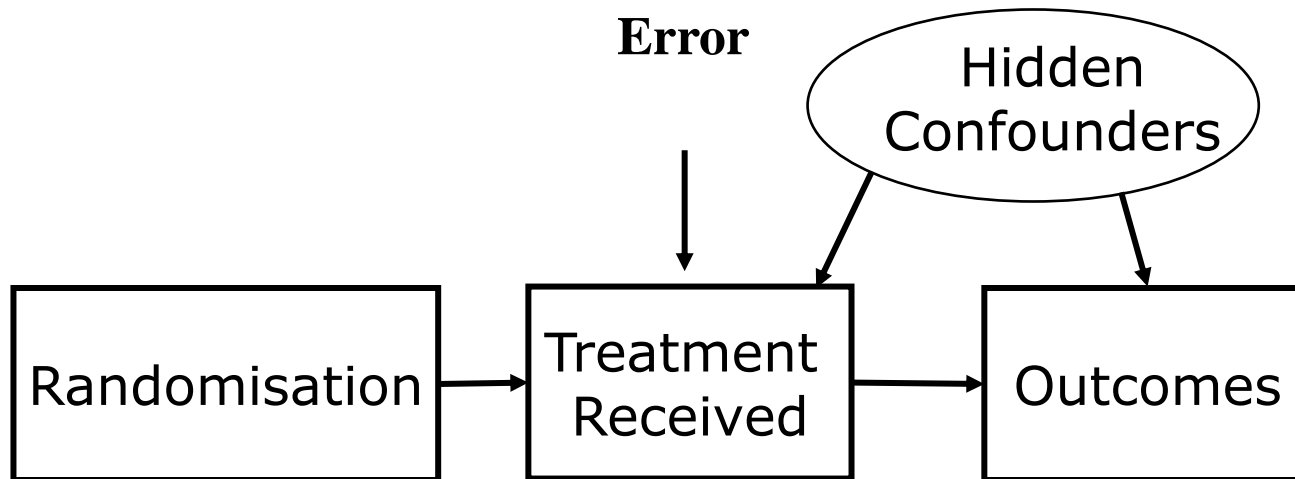 Error
Hidden
Confounders
Randomisation
Treatment
Received
Outcomes